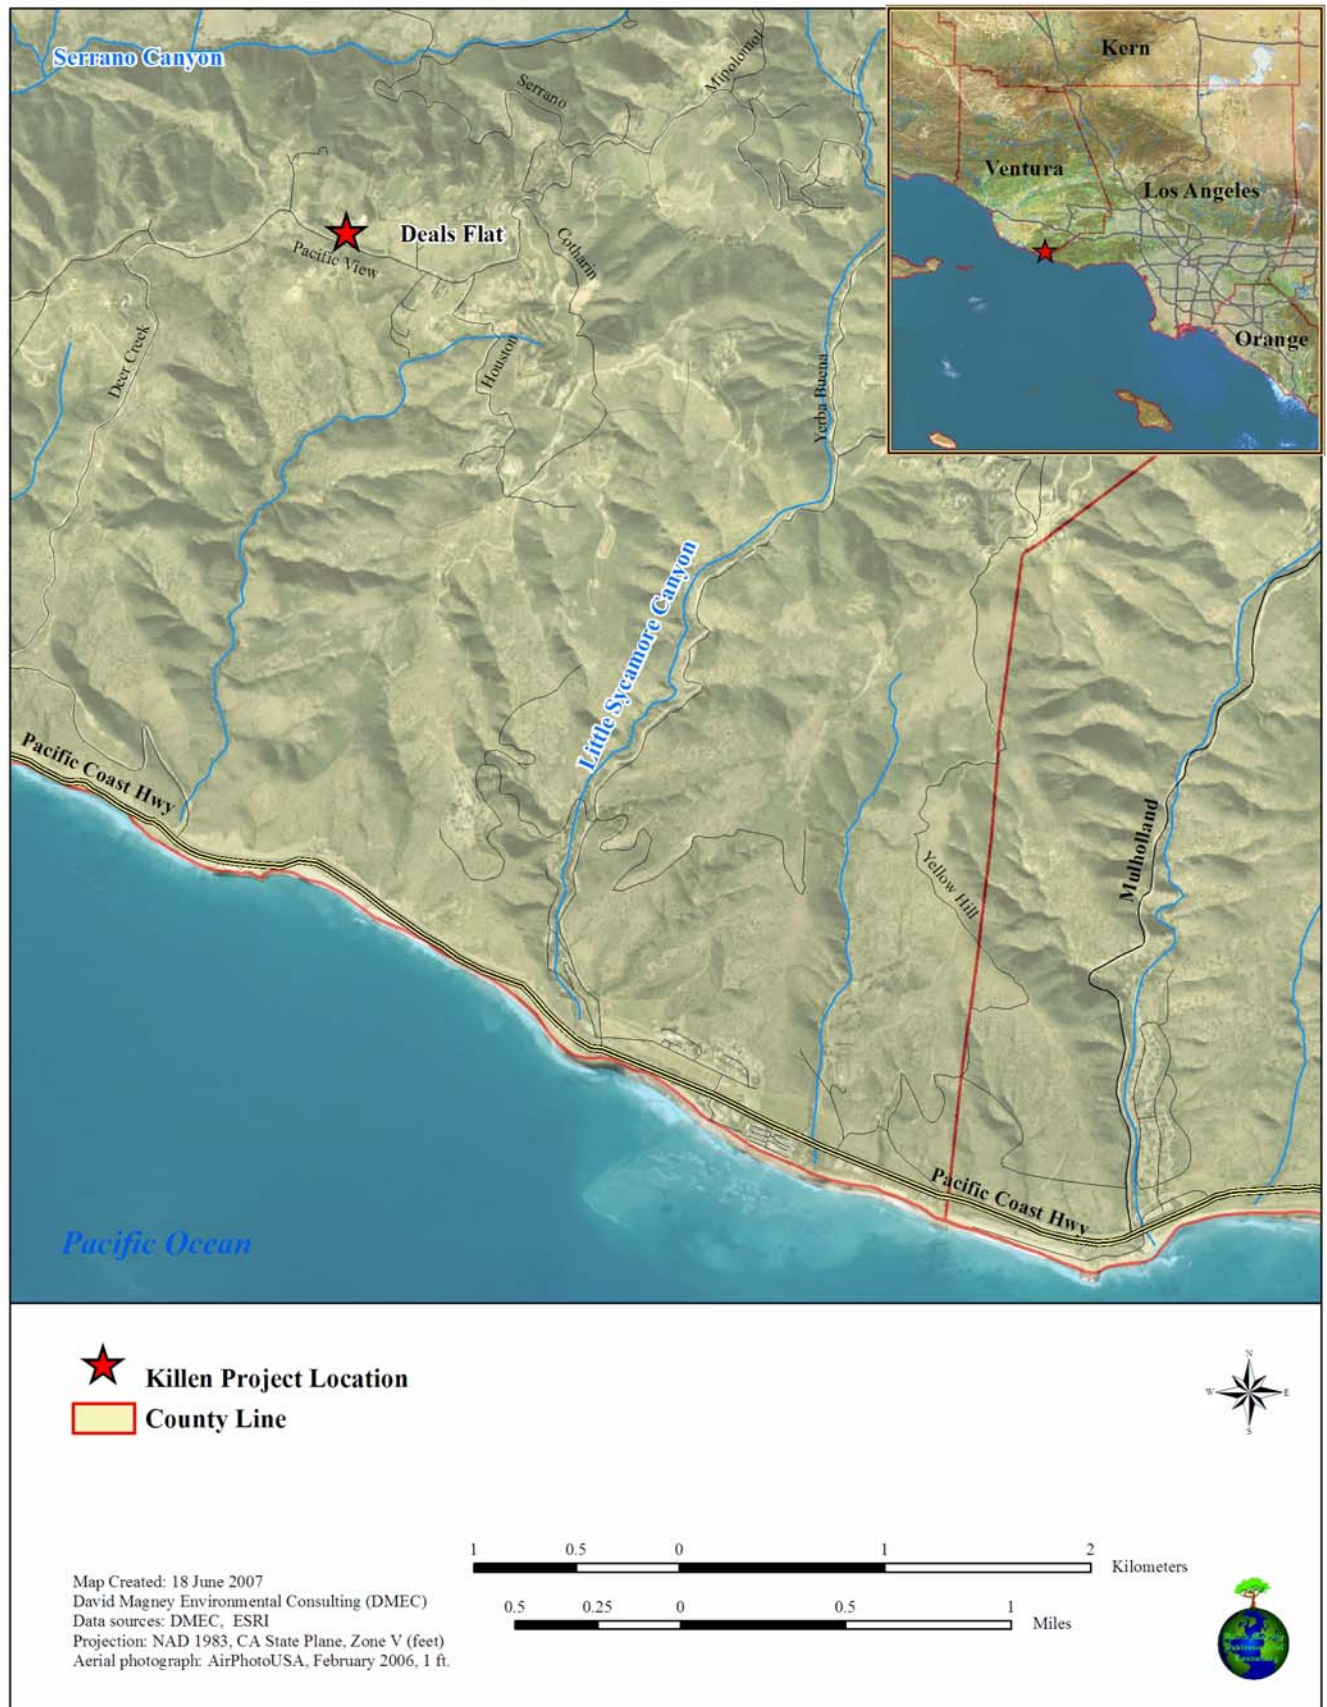 Serrano Canyon
Serrano
Mipolomol
Kern
Ventura
Los Angeles
Orange
Deals Flat
Pacific View
Cotharin
Deer Creek
Houston
Yerba Buena
Little Sycamore Canyon
Pacific Coast Hwy
Mulholland
Yellow Hill
Pacific Coast Hwy
Pacific Ocean
Killen Project Location
County Line
N
W E
S
1 0.5 0 1 2
Kilometers
0.5 0.25 0 0.5 1
Miles
Map Created: 18 June 2007
David Magney Environmental Consulting (DMEC)
Data sources: DMEC, ESRI
Projection: NAD 1983, CA State Plane, Zone V (feet)
Aerial photograph: AirPhotoUSA, February 2006, 1 ft.